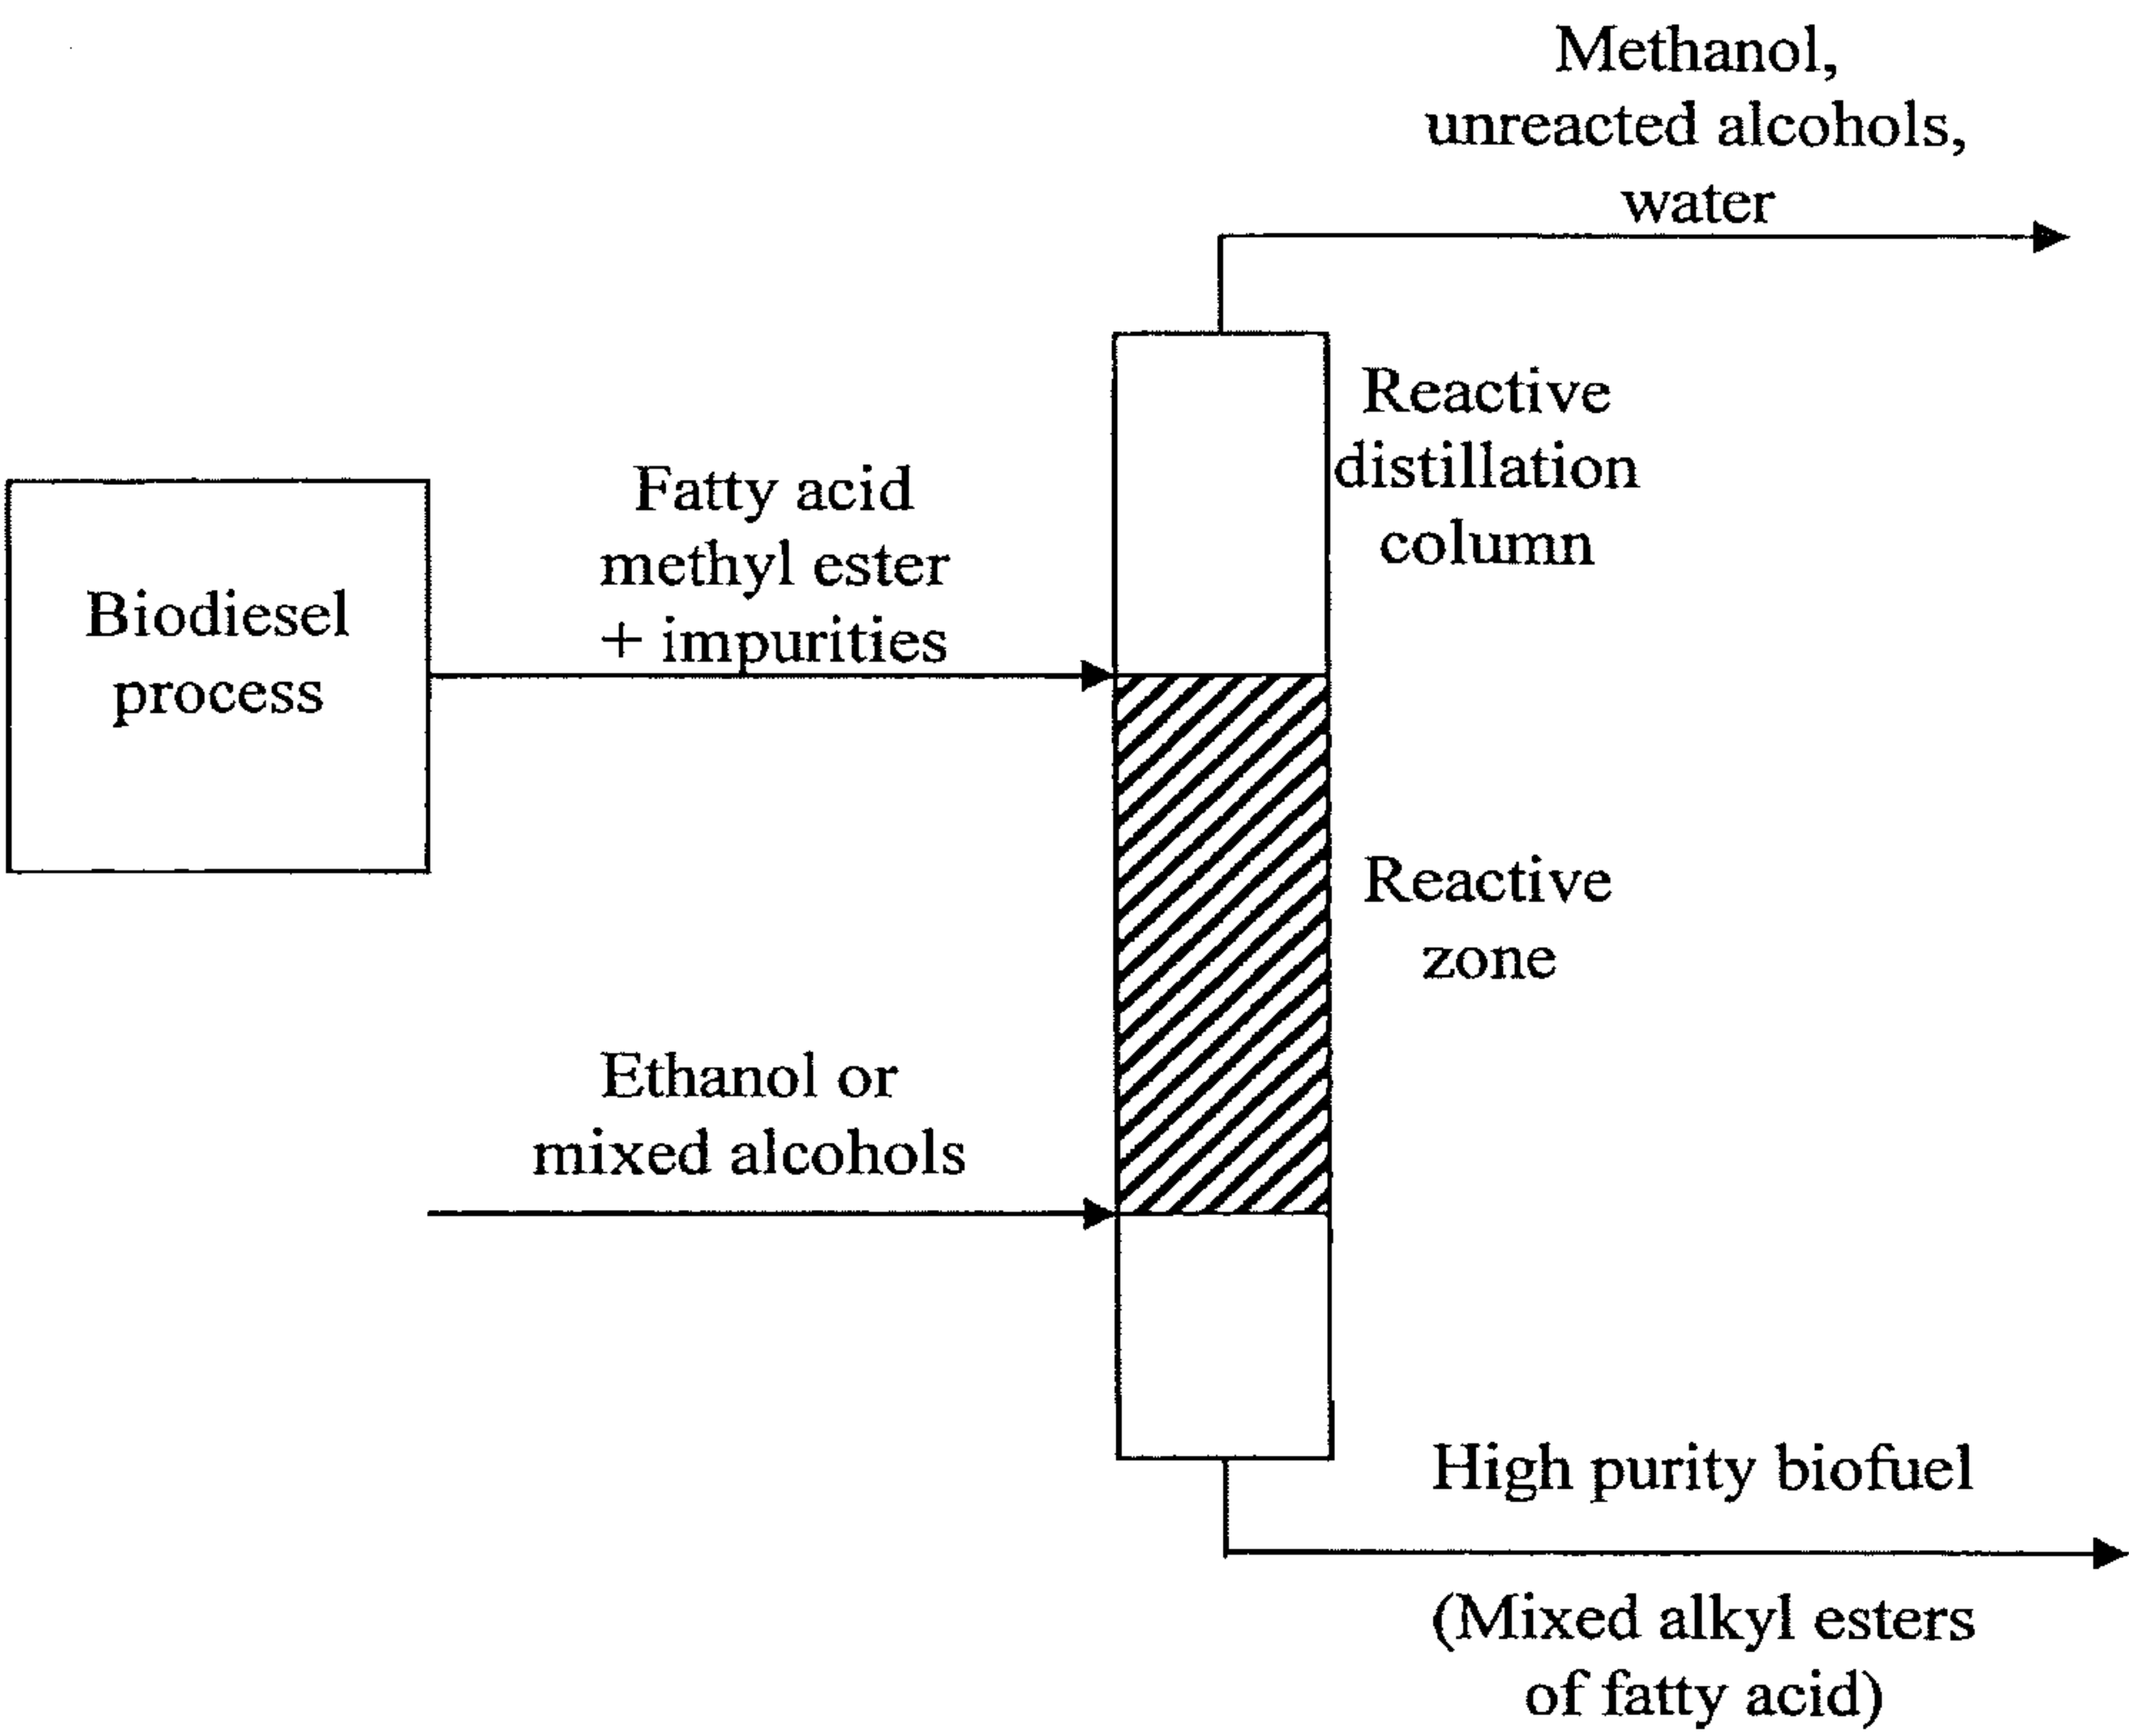 Methanol,
unreacted alcohols,
water
Reactive
distillation
column
Fatty acid
methyl ester
+ impurities
Biodiesel
process
Reactive
zone
Ethanol or
mixed alcohols
High purity biofuel
(Mixed alkyl esters
of fatty acid)